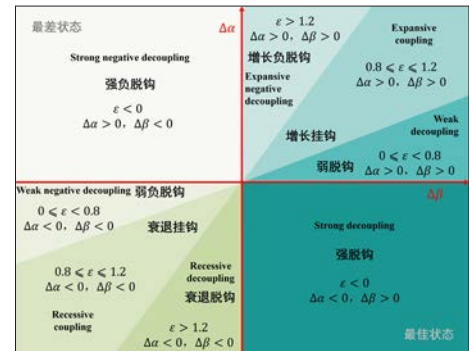 最差状态
Δα
Strong negative decoupling
强负脱钩
ε < 0
Δα > 0, Δβ < 0
ε > 1.2
Δα > 0, Δβ > 0
增长负脱钩
Expansive
negative
decoupling
Expansive
coupling
0.8 ⩽ ε ⩽ 1.2
Δα > 0, Δβ > 0
增长挂钩
Weak
decoupling
弱脱钩
0 ⩽ ε < 0.8
Δα > 0, Δβ > 0
Δβ
Weak negative decoupling 弱负脱钩
0 ⩽ ε < 0.8
Δα < 0, Δβ < 0
衰退挂钩
0.8 ⩽ ε ⩽ 1.2
Δα < 0, Δβ < 0
Recessive
coupling
Recessive
decoupling
衰退脱钩
ε > 1.2
Δα < 0, Δβ < 0
Strong decoupling
强脱钩
ε < 0
Δα < 0, Δβ > 0
最佳状态